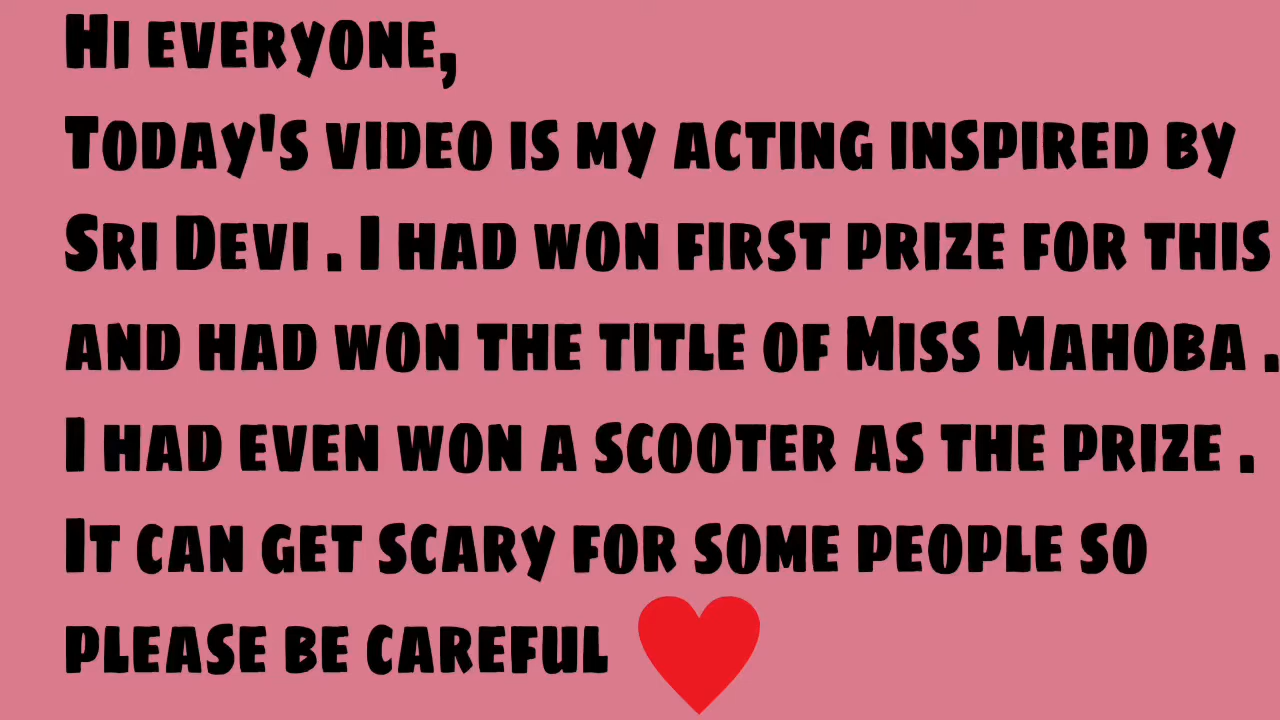 Hi everyone,
Today's video is my acting inspired by
Sri Devi . I had won first prize for this
and had won the title of Miss Mahoba .
I had even won a scooter as the prize .
It can get scary for some people so
please be careful ❤